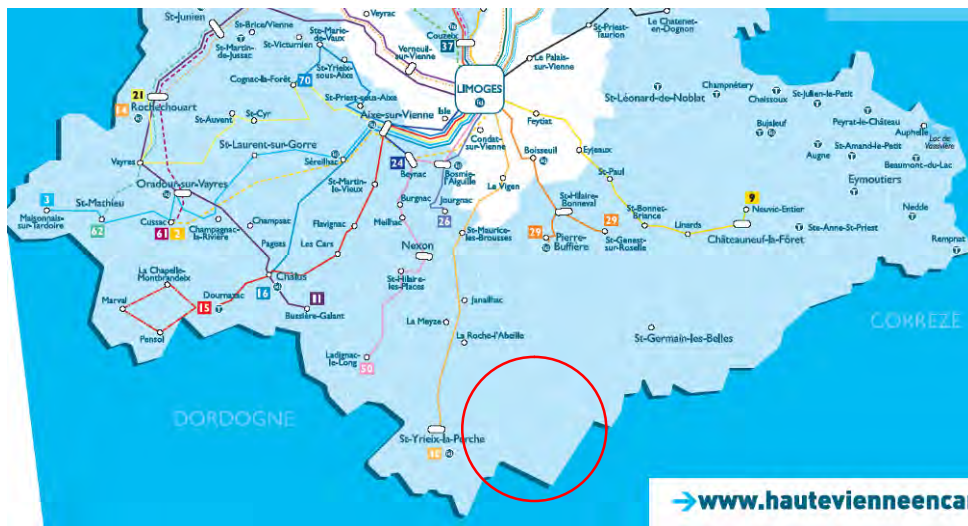 Veyrac
St-Junien
St-Brice/Vienne
Ste-Marie-
de-Vaux
Couzeix
37
St-Priest-
Taurion
Le Chatenet-
en-Dognon
St-Martin-
de-Jussac
St-Victurnien
Verneuil-
sur-Vienne
Le Palais-
sur-Vienne
St-Yrieix
sous-Aixe
Cognac-la-Forêt
70
LIMOGES
21
Rochechouart
St-Priest-sous-Aixe
Isle
St-Léonard-de-Noblat
Champnétery
Cheissoux
St-Julien-le-Petit
St-Auvent
St-Cyr
Aixe-sur-Vienne
Feytiat
Bujaleuf
Peyrat-le-Château
Auphelle
Lac de
Vassivière
Condat-
sur-Vienne
Eyjeaux
Boisseuil
St-Laurent-sur-Gorre
Séreilhac
24
Beynac
Bosmie-
l'Aiguille
Augne
St-Amand-le-Petit
Beaumont-du-Lac
Vayres
Oradour-sur-Vayres
St-Martin-
le-Vieux
La Vigen
St-Paul
Eymoutiers
3
Maisonnais-
sur-Tardoire
St-Mathieu
62
Cussac
61
2
Champagnac-
la-Rivière
Champsac
Flavignac
Burgnac
Meilhac
Jourgnac
St-Hilaire-
Bonneval
St-Bonnet-
Briance
Linards
9
Neuvic-Entier
Châteauneuf-la-Fôret
Ste-Anne-St-Priest
Nedde
Rempnat
Pageas
Les Cars
Nexon
St-Maurice-
les-Brousses
29
Pierre-
Buffière
29
St-Genest-
sur-Roselle
La Chapelle-
Montbrandeix
Châlus
16
St-Hilaire-
les-Places
Marval
Dournazac
15
11
Bussière-Galant
Janailhac
Pensol
La Meyze
La Roche-l'Abeille
St-Germain-les-Belles
CORRÈZE
Ladignac-
le-Long
50
DORDOGNE
St-Yrieix-la-Perche
www.hautevienneenca